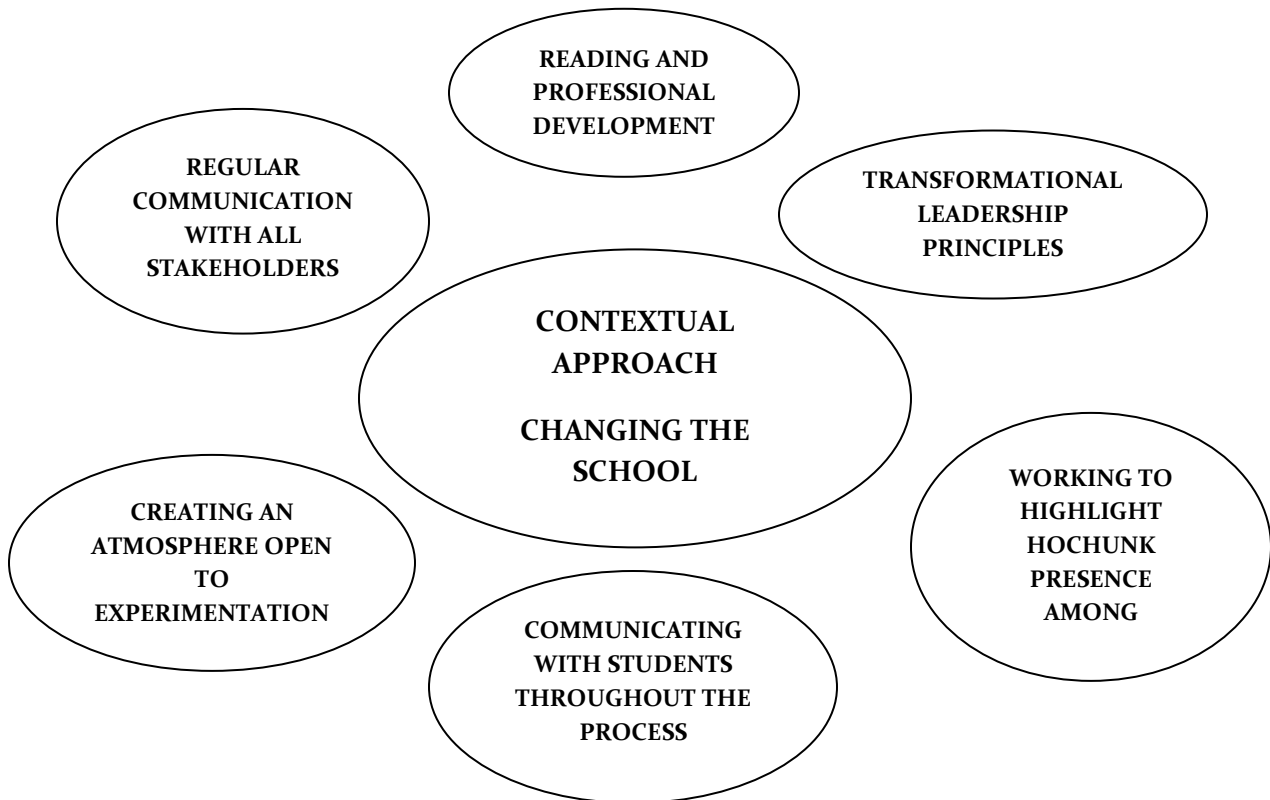 READING AND
PROFESSIONAL
DEVELOPMENT
REGULAR
COMMUNICATION
WITH ALL
STAKEHOLDERS
TRANSFORMATIONAL
LEADERSHIP
PRINCIPLES
CONTEXTUAL
APPROACH
CHANGING THE
SCHOOL
WORKING TO
HIGHLIGHT
HOCHUNK
PRESENCE
AMONG
CREATING AN
ATMOSPHERE OPEN
TO
EXPERIMENTATION
COMMUNICATING
WITH STUDENTS
THROUGHOUT THE
PROCESS